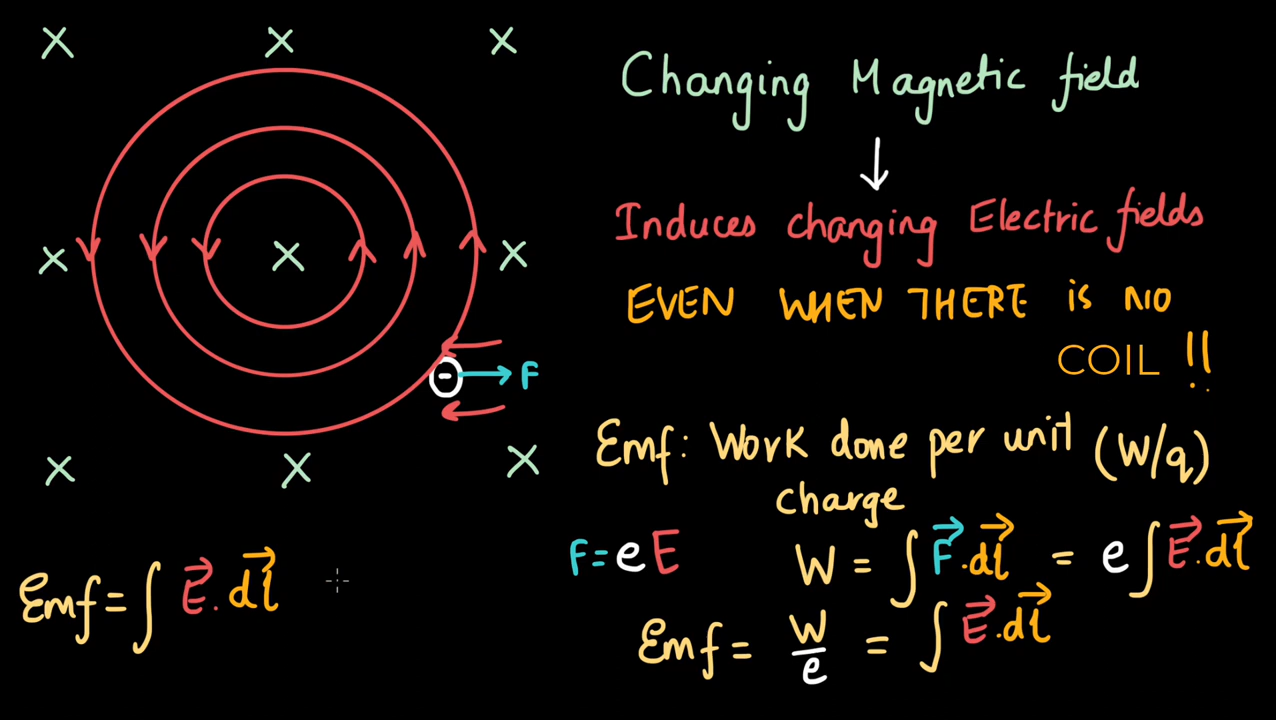 Changing Magnetic field
↓
Induces changing Electric fields
EVEN WHEN THERE is NO
COIL !!
- → F
Emf: Work done per unit (W/q)
charge
F = eE
W = ∫ F⃗ . dl⃗ = e ∫ E⃗ . dl⃗
Emf = W/e = ∫ E⃗ . dl⃗
Emf = ∫ E⃗ . dl⃗